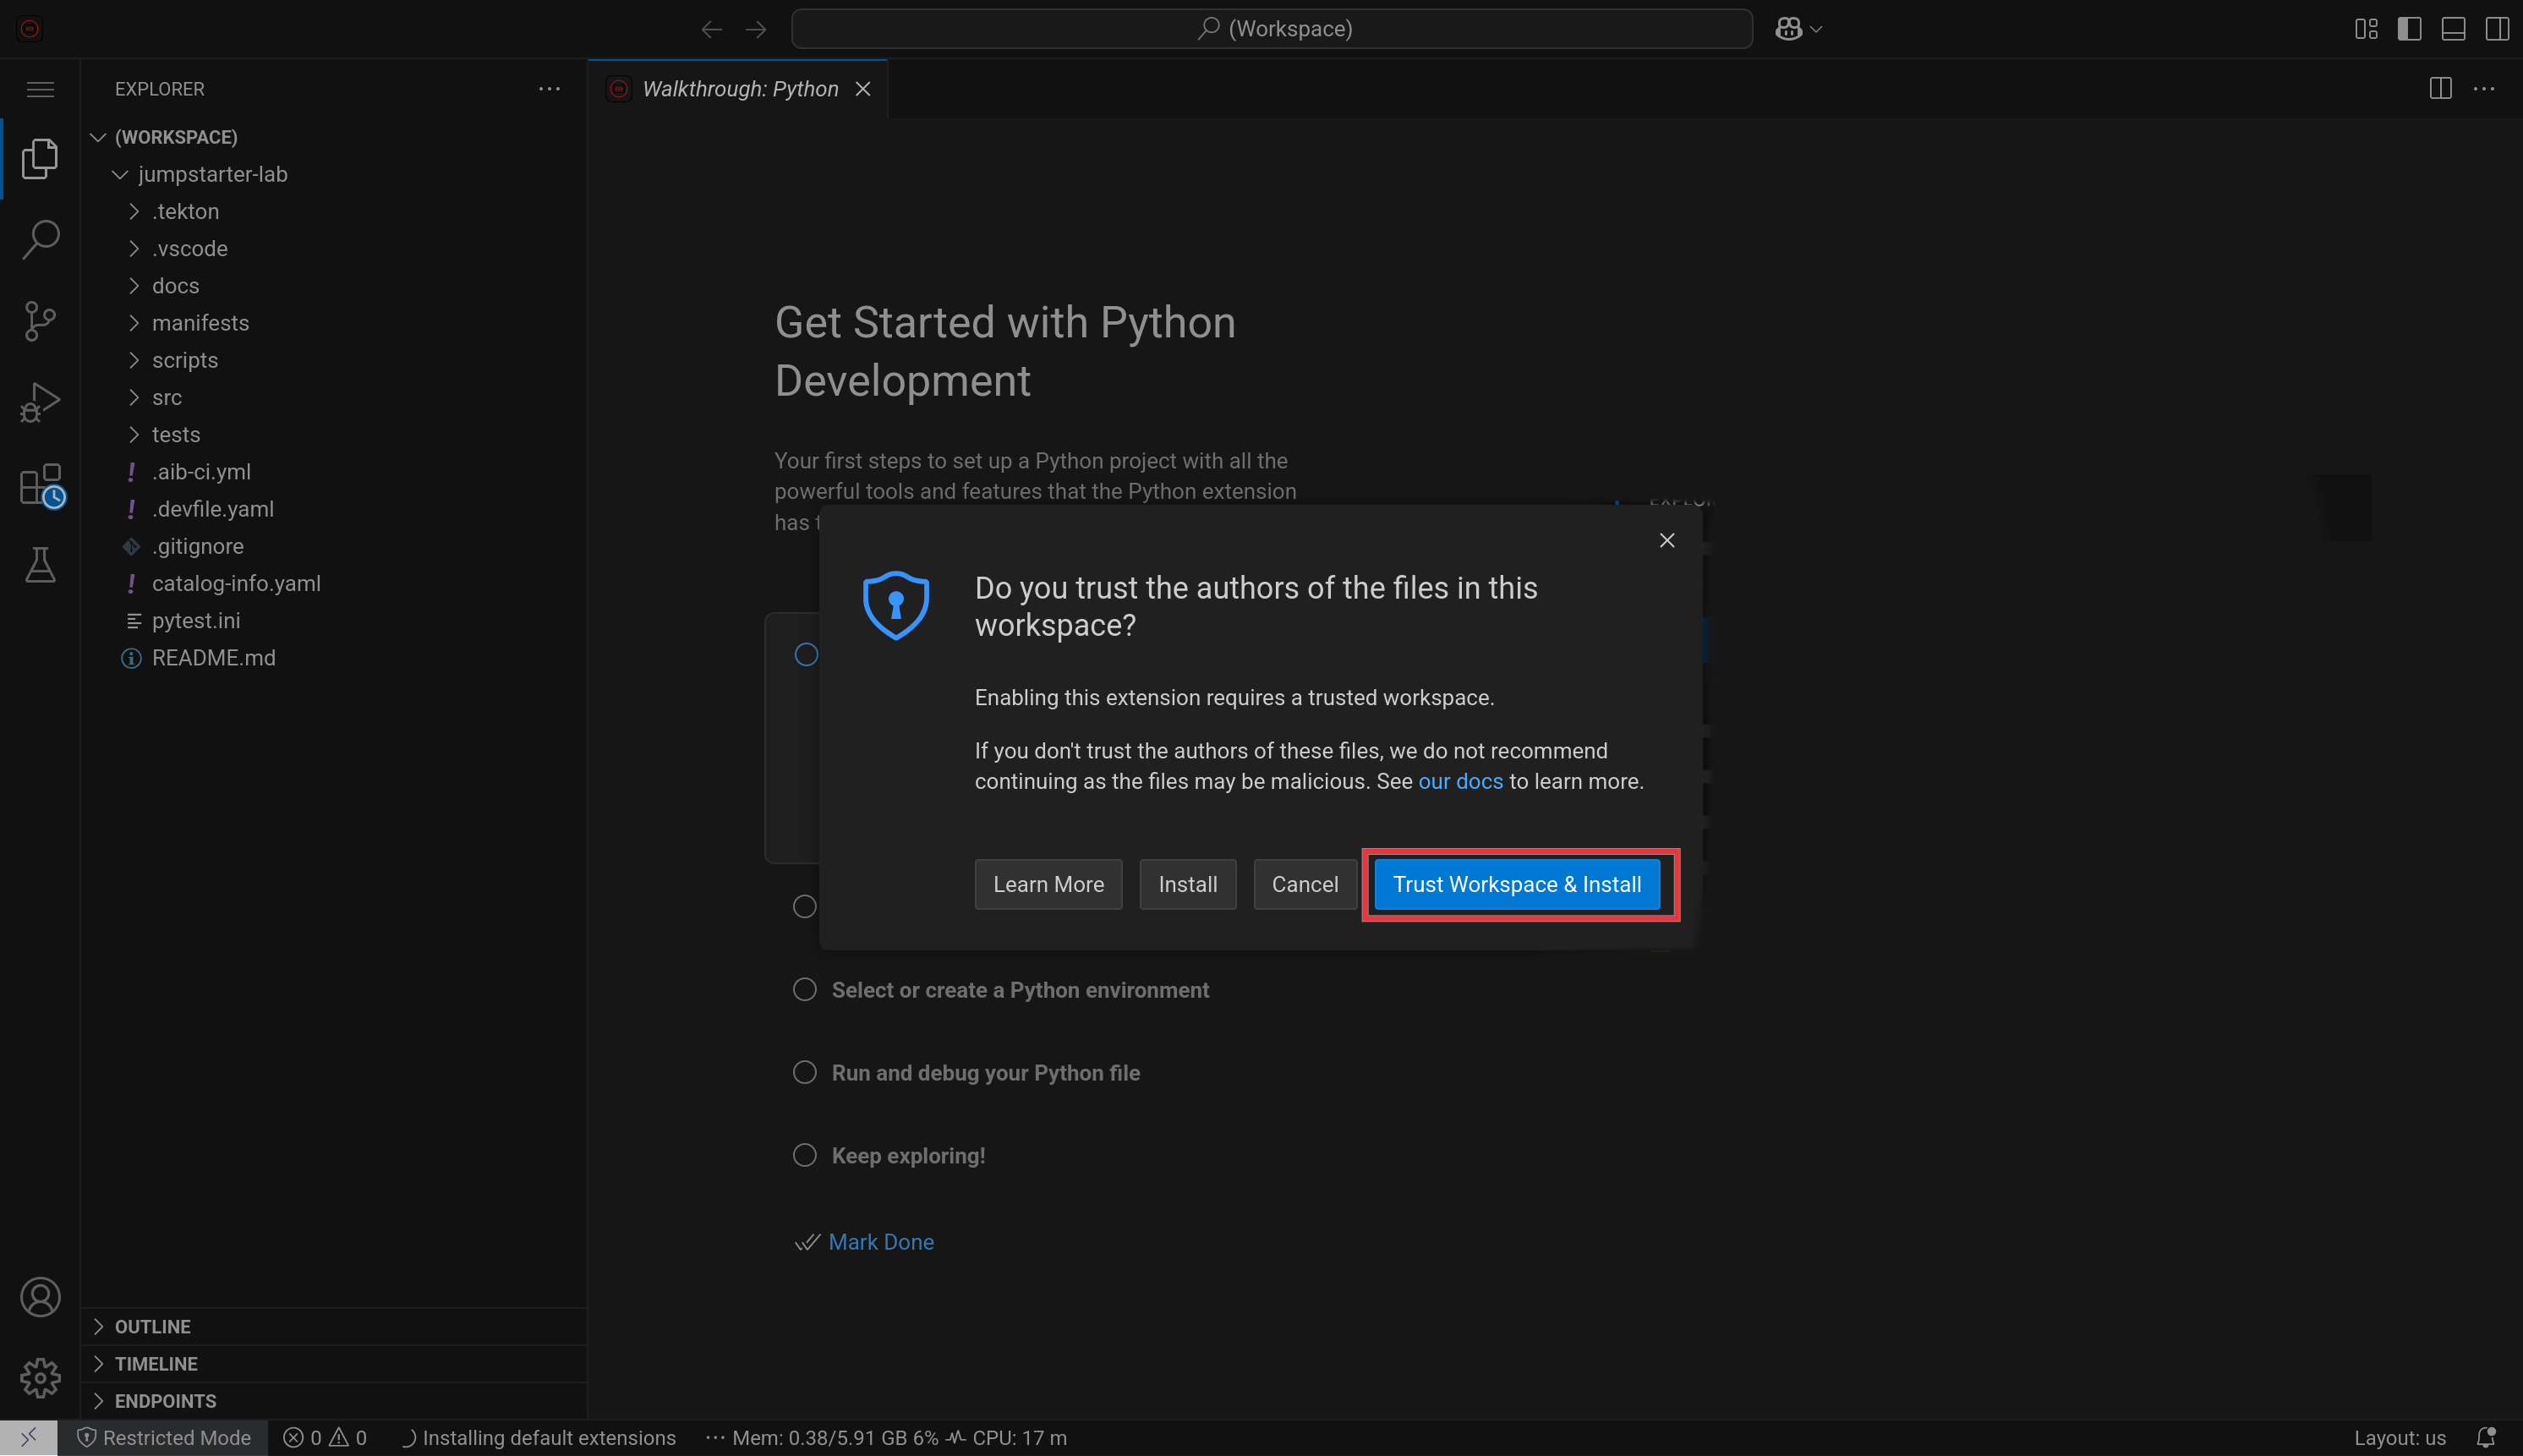 (Workspace)
EXPLORER
Walkthrough: Python
(WORKSPACE)
jumpstarter-lab
.tekton
.vscode
docs
manifests
scripts
src
tests
.aib-ci.yml
.devfile.yaml
.gitignore
catalog-info.yaml
pytest.ini
README.md
OUTLINE
TIMELINE
ENDPOINTS
Get Started with Python
Development
Your first steps to set up a Python project with all the
powerful tools and features that the Python extension
has
Do you trust the authors of the files in this
workspace?
Enabling this extension requires a trusted workspace.
If you don't trust the authors of these files, we do not recommend
continuing as the files may be malicious. See our docs to learn more.
Learn More
Install
Cancel
Trust Workspace & Install
Select or create a Python environment
Run and debug your Python file
Keep exploring!
Mark Done
Restricted Mode
0
0
Installing default extensions
Mem: 0.38/5.91 GB 6%
CPU: 17 m
Layout: us